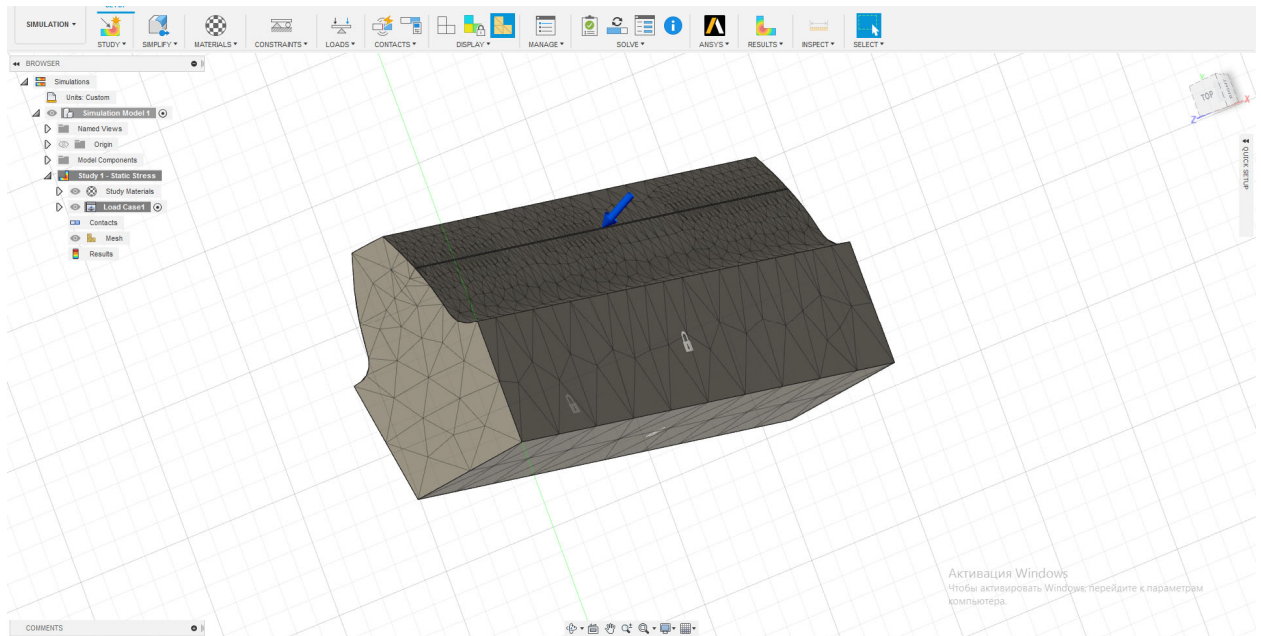 SIMULATION
STUDY
SIMPLIFY
MATERIALS
CONSTRAINTS
LOADS
CONTACTS
DISPLAY
MANAGE
SOLVE
ANSYS
RESULTS
INSPECT
SELECT
BROWSER
Simulations
Units: Custom
Simulation Model 1
Named Views
Origin
Model Components
Study 1 - Static Stress
Study Materials
Load Case1
Contacts
Mesh
Results
TOP
X
Y
Z
QUICK SETUP
Активация Windows
Чтобы активировать Windows, перейдите к параметрам
компьютера.
COMMENTS